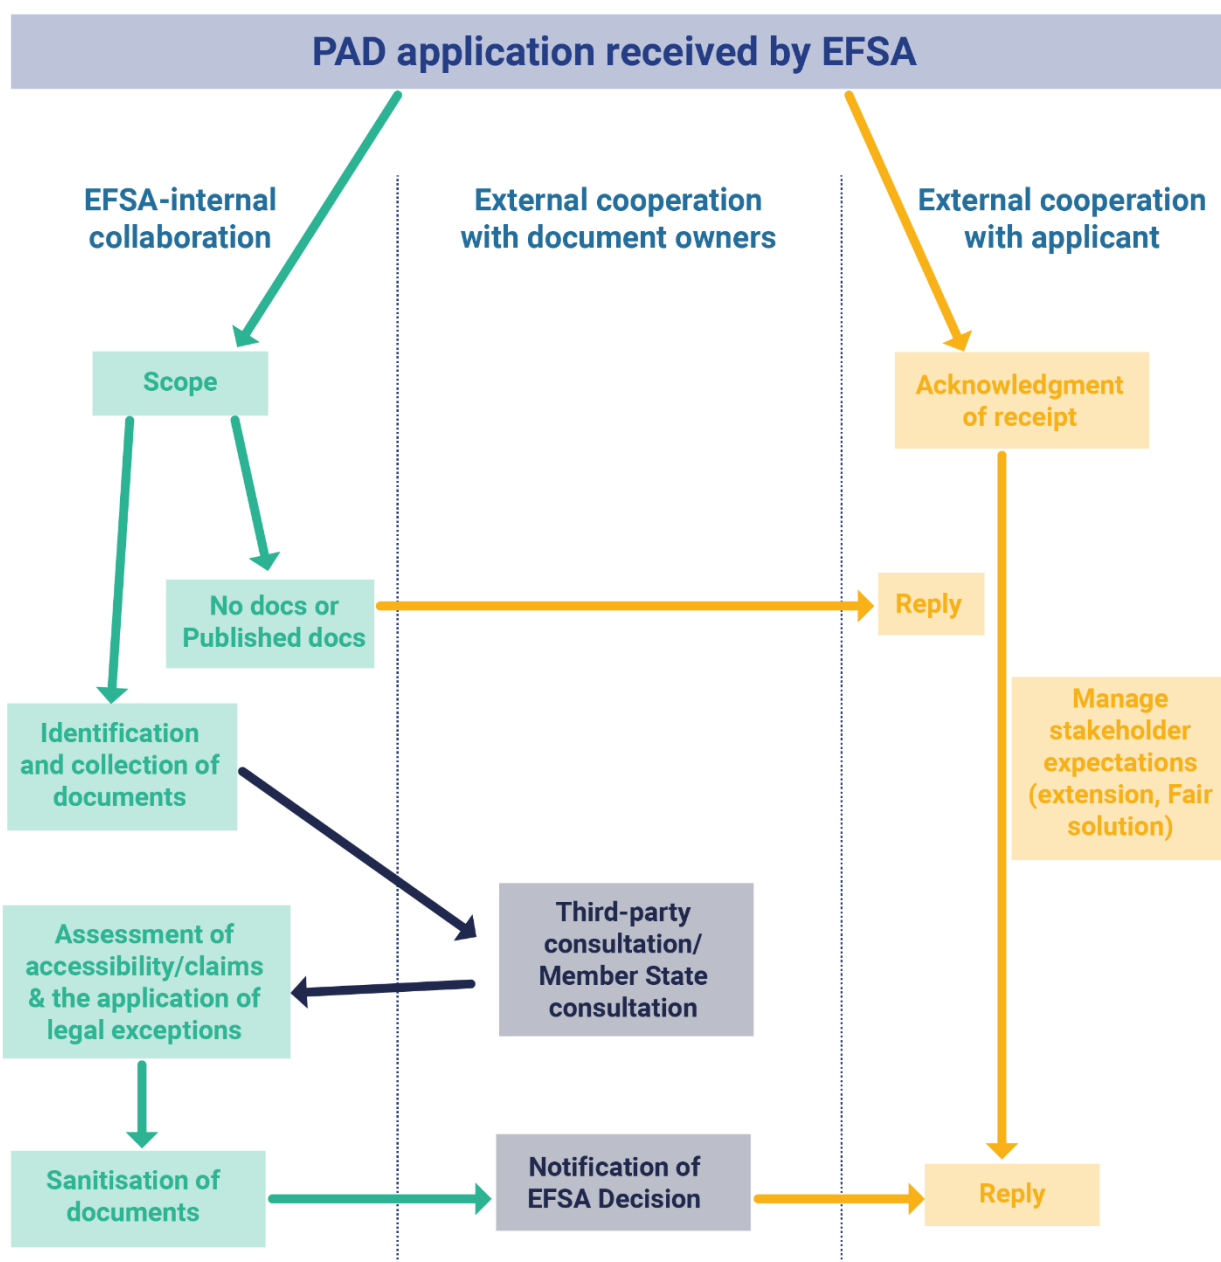 PAD application received by EFSA
EFSA-internal
collaboration
External cooperation
with document owners
External cooperation
with applicant
Scope
Acknowledgment
of receipt
No docs or
Published docs
Reply
Identification
and collection of
documents
Manage
stakeholder
expectations
(extension, Fair
solution)
Third-party
consultation/
Member State
consultation
Assessment of
accessibility/claims
& the application of
legal exceptions
Sanitisation of
documents
Notification of
EFSA Decision
Reply